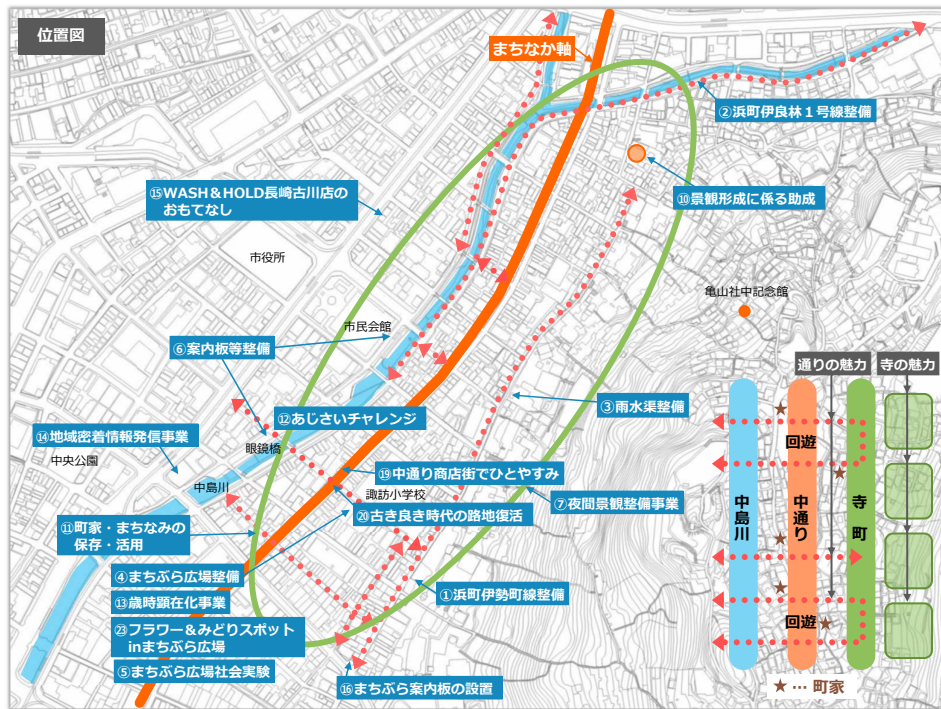 位置図
まちなか軸
②浜町伊良林１号線整備
⑮WASH＆HOLD長崎古川店の
おもてなし
⑩景観形成に係る助成
市役所
亀山社中記念館
市民会館
⑥案内板等整備
通りの魅力
寺の魅力
③雨水渠整備
⑫あじさいチャレンジ
回遊
⑭地域密着情報発信事業
眼鏡橋
中央公園
⑲中通り商店街でひとやすみ
中島川
諏訪小学校
⑦夜間景観整備事業
⑳古き良き時代の路地復活
中島川
中通り
寺町
⑪町家・まちなみの
保存・活用
④まちぶら広場整備
①浜町伊勢町線整備
⑬歳時顕在化事業
㉓フラワー＆みどりスポット
inまちぶら広場
回遊
⑤まちぶら広場社会実験
⑯まちぶら案内板の設置
★… 町家